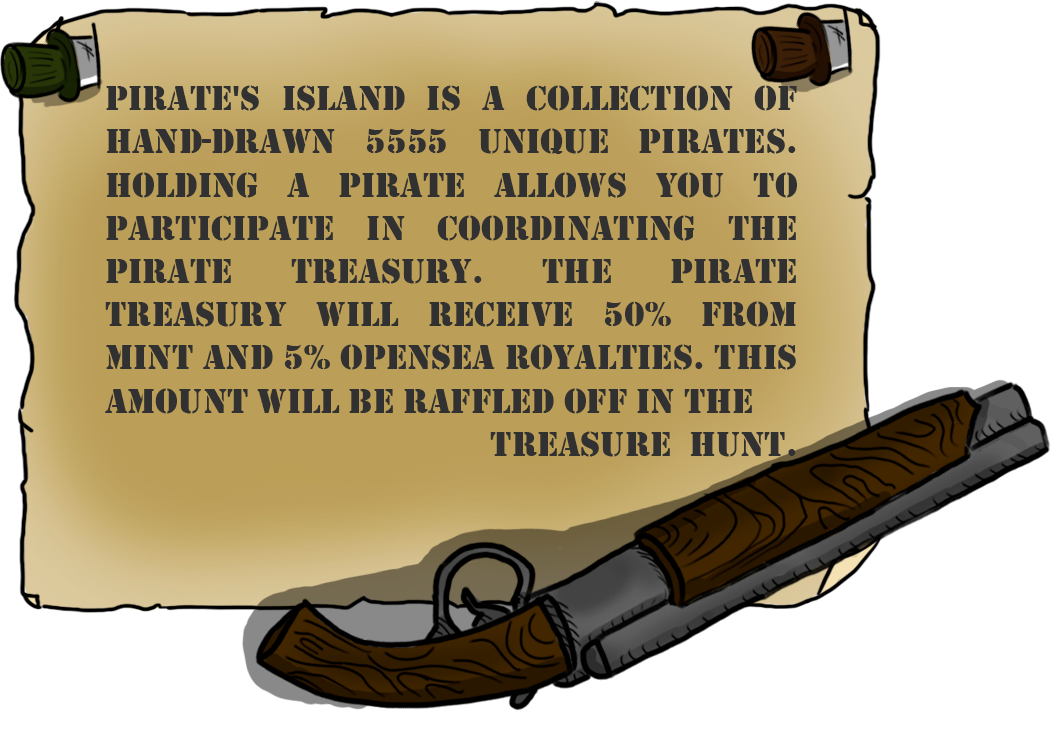 PIRATE'S ISLAND IS A COLLECTION OF
HAND-DRAWN 5555 UNIQUE PIRATES.
HOLDING A PIRATE ALLOWS YOU TO
PARTICIPATE IN COORDINATING THE
PIRATE TREASURY. THE PIRATE
TREASURY WILL RECEIVE 50% FROM
MINT AND 5% OPENSEA ROYALTIES. THIS
AMOUNT WILL BE RAFFLED OFF IN THE
TREASURE HUNT.